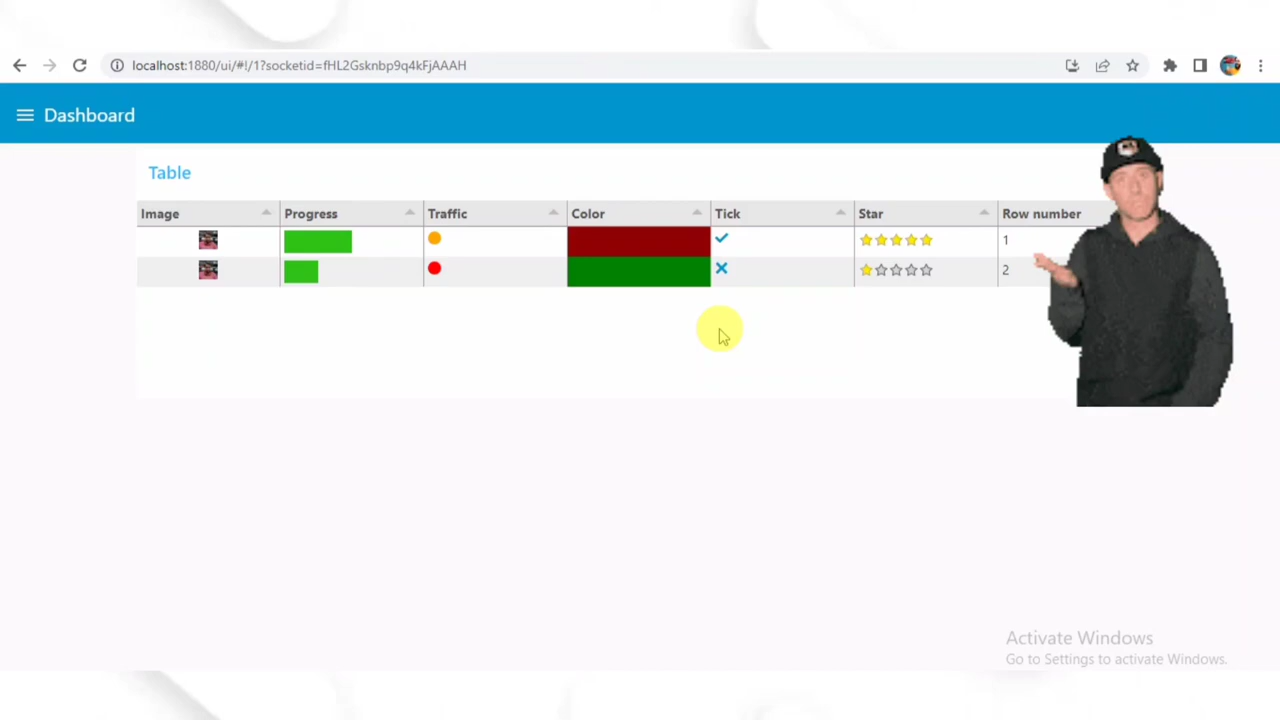 localhost:1880/ui/#!/1?socketid=fHL2Gsknbp9q4kFjAAAH
Dashboard
Table
Image Progress Traffic Color Tick Star Row number
1
2
Activate Windows
Go to Settings to activate Windows.